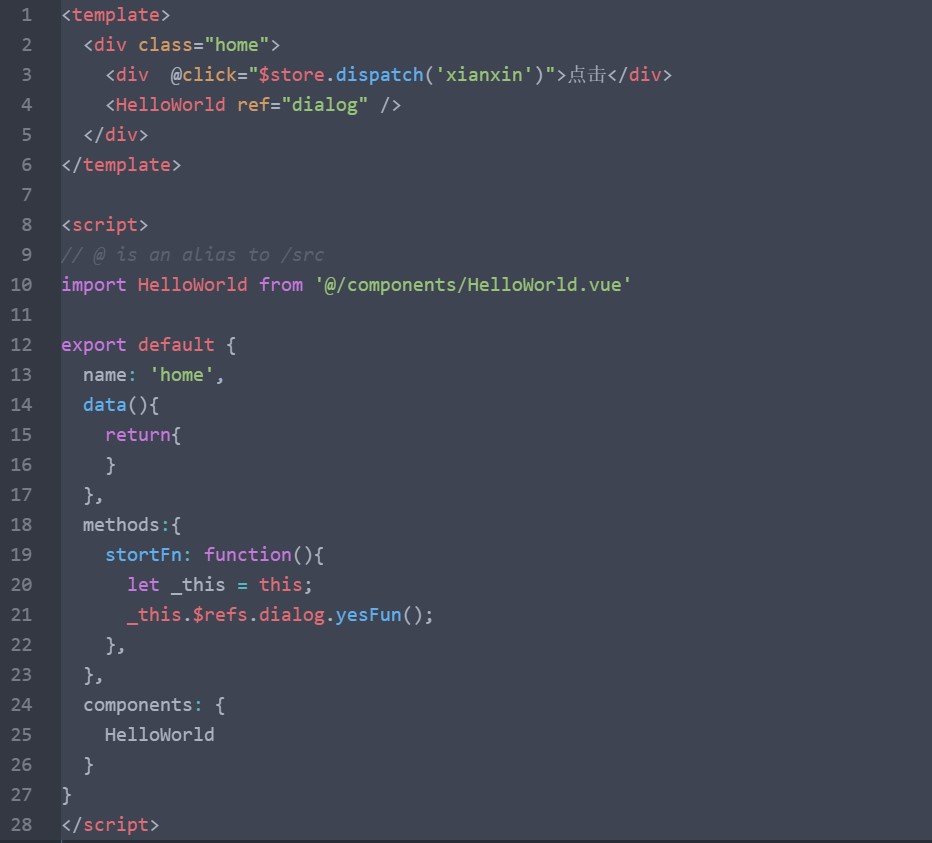 1 <template>
2   <div class="home">
3     <div  @click="$store.dispatch('xianxin')">点击</div>
4     <HelloWorld ref="dialog" />
5   </div>
6 </template>
7
8 <script>
9 // @ is an alias to /src
10 import HelloWorld from '@/components/HelloWorld.vue'
11
12 export default {
13   name: 'home',
14   data(){
15     return{
16     }
17   },
18   methods:{
19     stortFn: function(){
20       let _this = this;
21       _this.$refs.dialog.yesFun();
22     },
23   },
24   components: {
25     HelloWorld
26   }
27 }
28 </script>